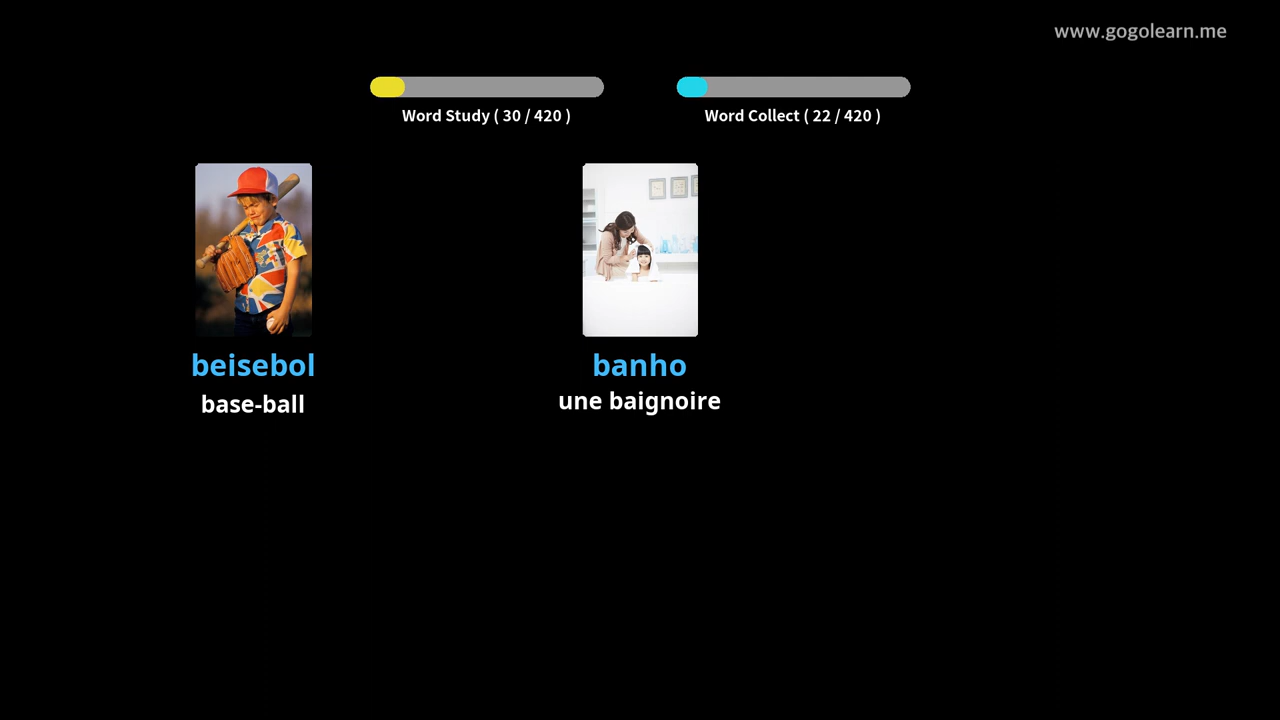 www.gogolearn.me
Word Study ( 30 / 420 )
Word Collect ( 22 / 420 )
beisebol
base-ball
banho
une baignoire